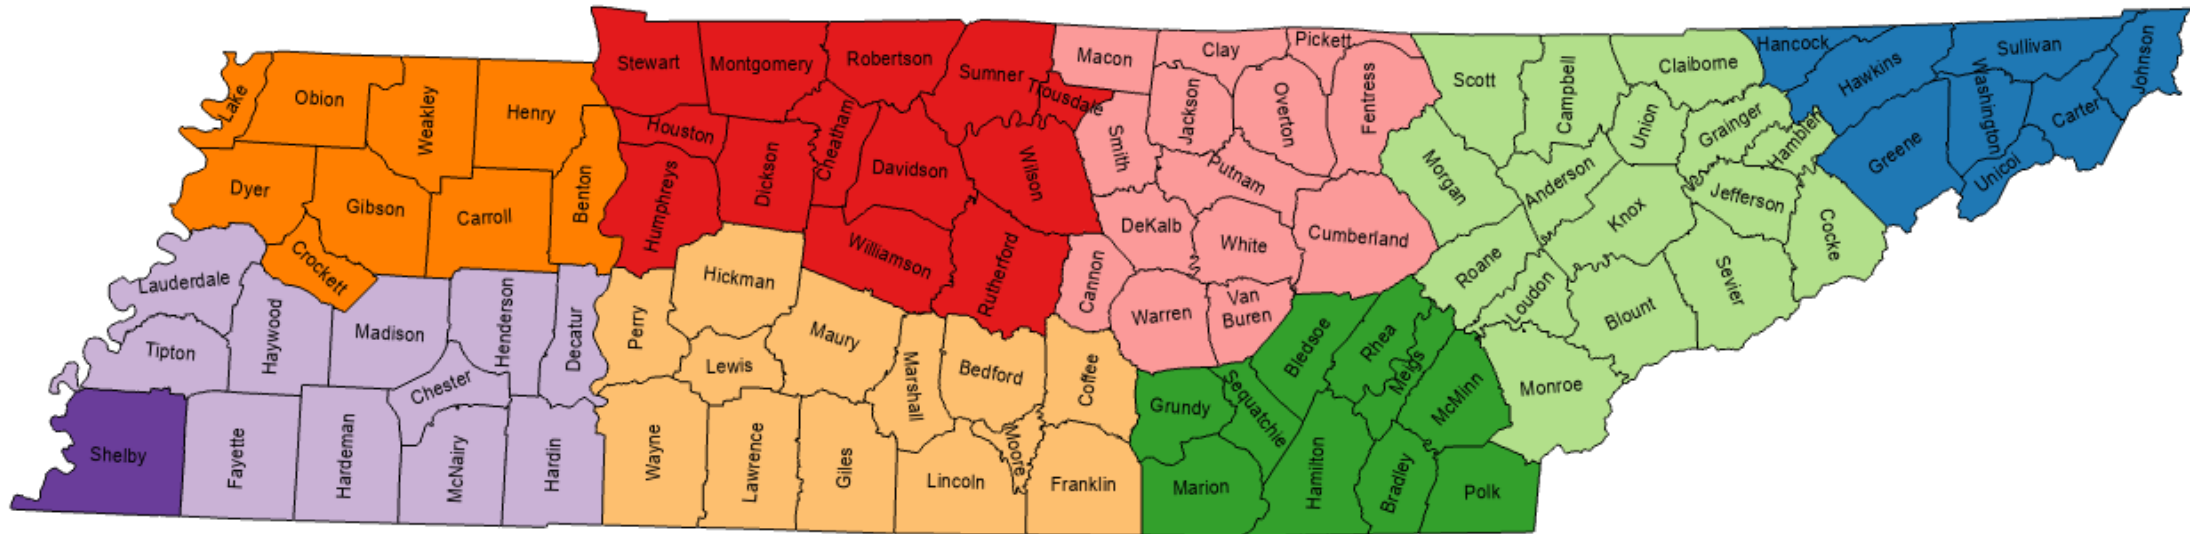 Lake
Obion
Weakley
Henry
Benton
Dyer
Gibson
Carroll
Crockett
Lauderdale
Haywood
Madison
Henderson
Decatur
Tipton
Chester
Shelby
Fayette
Hardeman
McNairy
Hardin
Stewart
Montgomery
Robertson
Sumner
Trousdale
Houston
Dickson
Cheatham
Davidson
Wilson
Humphreys
Williamson
Rutherford
Hickman
Perry
Lewis
Maury
Marshall
Bedford
Coffee
Wayne
Lawrence
Giles
Lincoln
Moore
Franklin
Macon
Clay
Pickett
Smith
Jackson
Overton
Fentress
Putnam
DeKalb
White
Cumberland
Cannon
Warren
Van
Buren
Bledsoe
Rhea
Meigs
McMinn
Grundy
Sequatchie
Marion
Hamilton
Bradley
Polk
Scott
Campbell
Claiborne
Union
Grainger
Hamblen
Morgan
Anderson
Knox
Jefferson
Cocke
Roane
Loudon
Blount
Sevier
Monroe
Hancock
Hawkins
Sullivan
Johnson
Washington
Carter
Greene
Unicoi